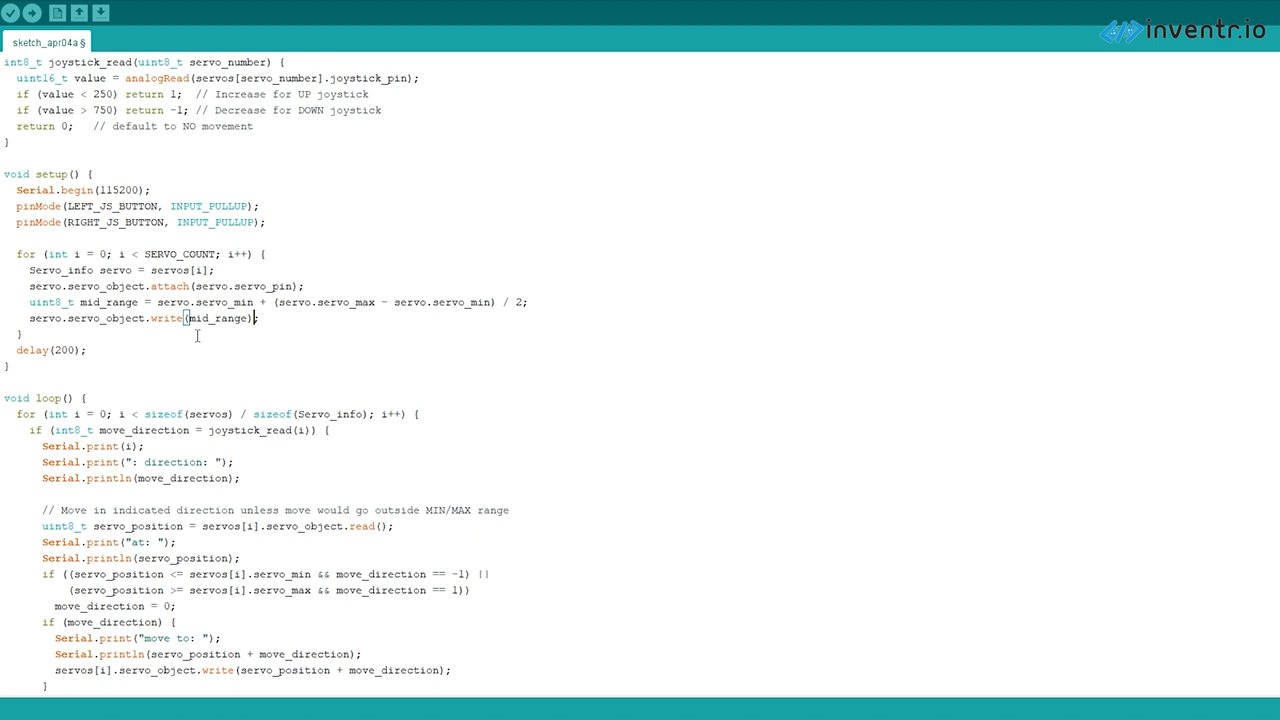 inventr.io
sketch_apr04a §
int8_t joystick_read(uint8_t servo_number) {
  uint16_t value = analogRead(servos[servo_number].joystick_pin);
  if (value < 250) return 1;  // Increase for UP joystick
  if (value > 750) return -1; // Decrease for DOWN joystick
  return 0;   // default to NO movement
}
void setup() {
  Serial.begin(115200);
  pinMode(LEFT_JS_BUTTON, INPUT_PULLUP);
  pinMode(RIGHT_JS_BUTTON, INPUT_PULLUP);
  for (int i = 0; i < SERVO_COUNT; i++) {
    Servo_info servo = servos[i];
    servo.servo_object.attach(servo.servo_pin);
    uint8_t mid_range = servo.servo_min + (servo.servo_max - servo.servo_min) / 2;
    servo.servo_object.write(mid_range);
  }
  delay(200);
}
void loop() {
  for (int i = 0; i < sizeof(servos) / sizeof(Servo_info); i++) {
    if (int8_t move_direction = joystick_read(i)) {
      Serial.print(i);
      Serial.print(": direction: ");
      Serial.println(move_direction);
      // Move in indicated direction unless move would go outside MIN/MAX range
      uint8_t servo_position = servos[i].servo_object.read();
      Serial.print("at: ");
      Serial.println(servo_position);
      if ((servo_position <= servos[i].servo_min && move_direction == -1) ||
          (servo_position >= servos[i].servo_max && move_direction == 1))
        move_direction = 0;
      if (move_direction) {
        Serial.print("move to: ");
        Serial.println(servo_position + move_direction);
        servos[i].servo_object.write(servo_position + move_direction);
      }